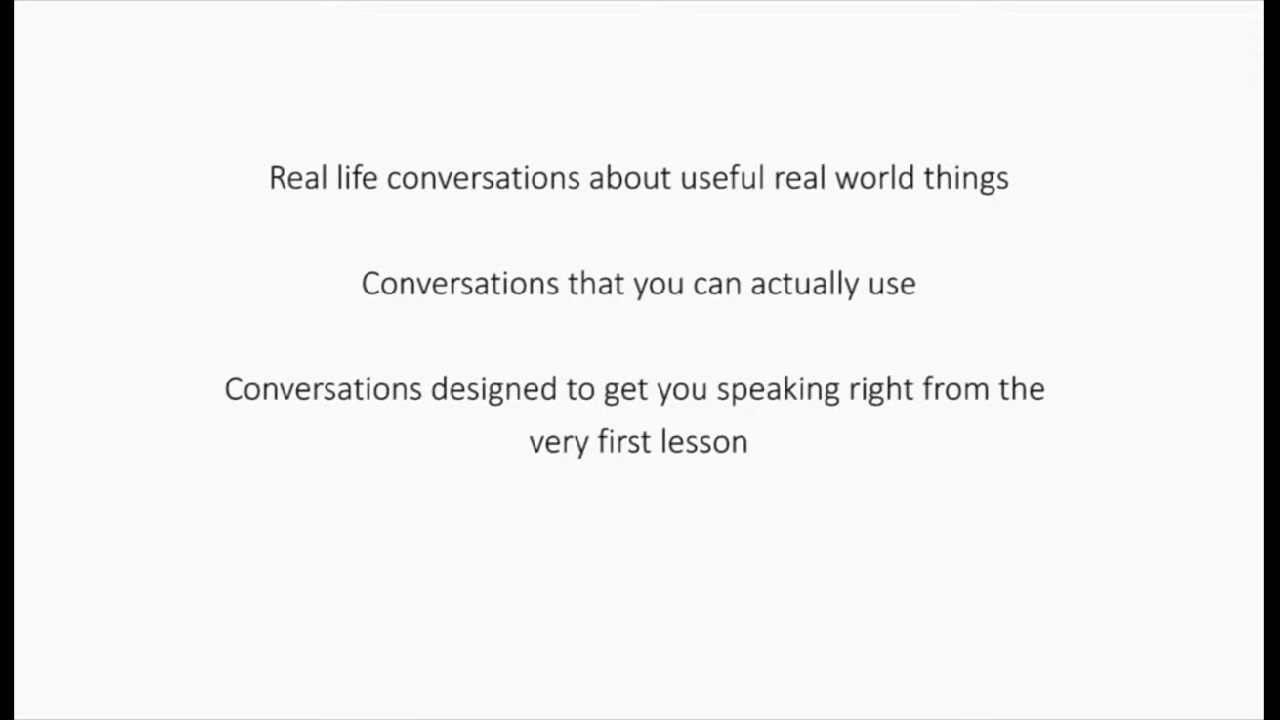 Real life conversations about useful real world things
Conversations that you can actually use
Conversations designed to get you speaking right from the
very first lesson